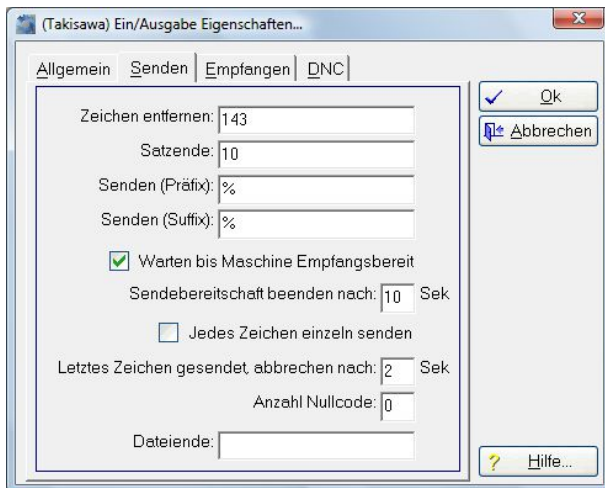 (Takisawa) Ein/Ausgabe Eigenschaften...
Allgemein Senden Empfangen DNC
Zeichen entfernen: 143
Satzende: 10
Senden (Präfix): %
Senden (Suffix): %
Warten bis Maschine Empfangsbereit
Sendebereitschaft beenden nach: 10 Sek
Jedes Zeichen einzeln senden
Letztes Zeichen gesendet, abbrechen nach: 2 Sek
Anzahl Nullcode: 0
Dateiende:
Ok
Abbrechen
Hilfe...